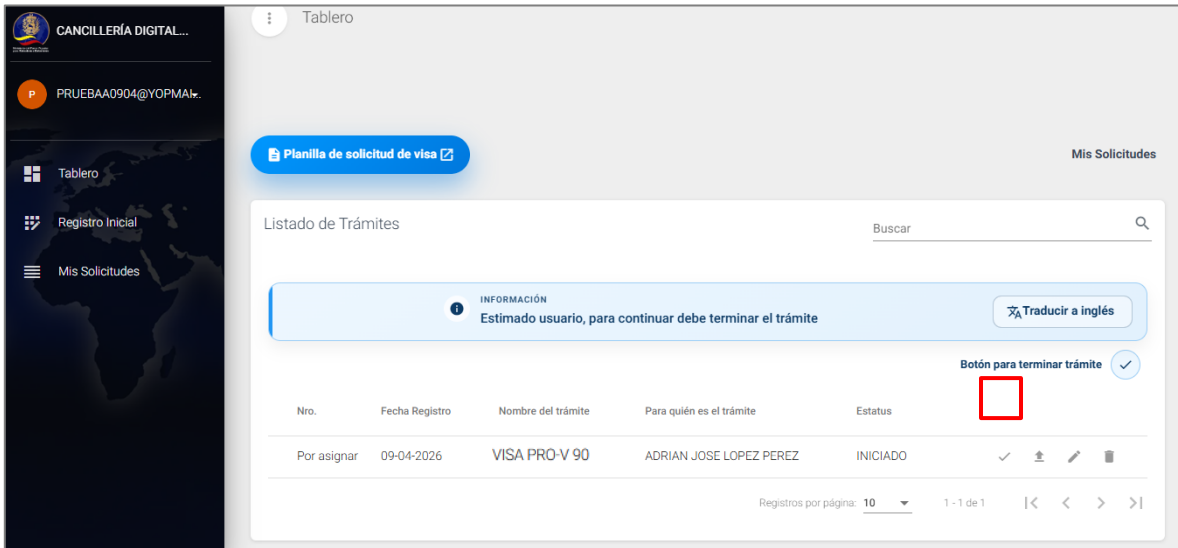 CANCILLERÍA DIGITAL...
P
PRUEBAA0904@YOPMAI..
Tablero
Registro Inicial
Mis Solicitudes
Tablero
Planilla de solicitud de visa
Mis Solicitudes
Listado de Trámites
Buscar
INFORMACIÓN
Estimado usuario, para continuar debe terminar el trámite
Traducir a inglés
Botón para terminar trámite
Nro. Fecha Registro Nombre del trámite Para quién es el trámite Estatus
Por asignar 09-04-2026 VISA PRO-V 90 ADRIAN JOSE LOPEZ PEREZ INICIADO
Registros por página: 10 1 - 1 de 1